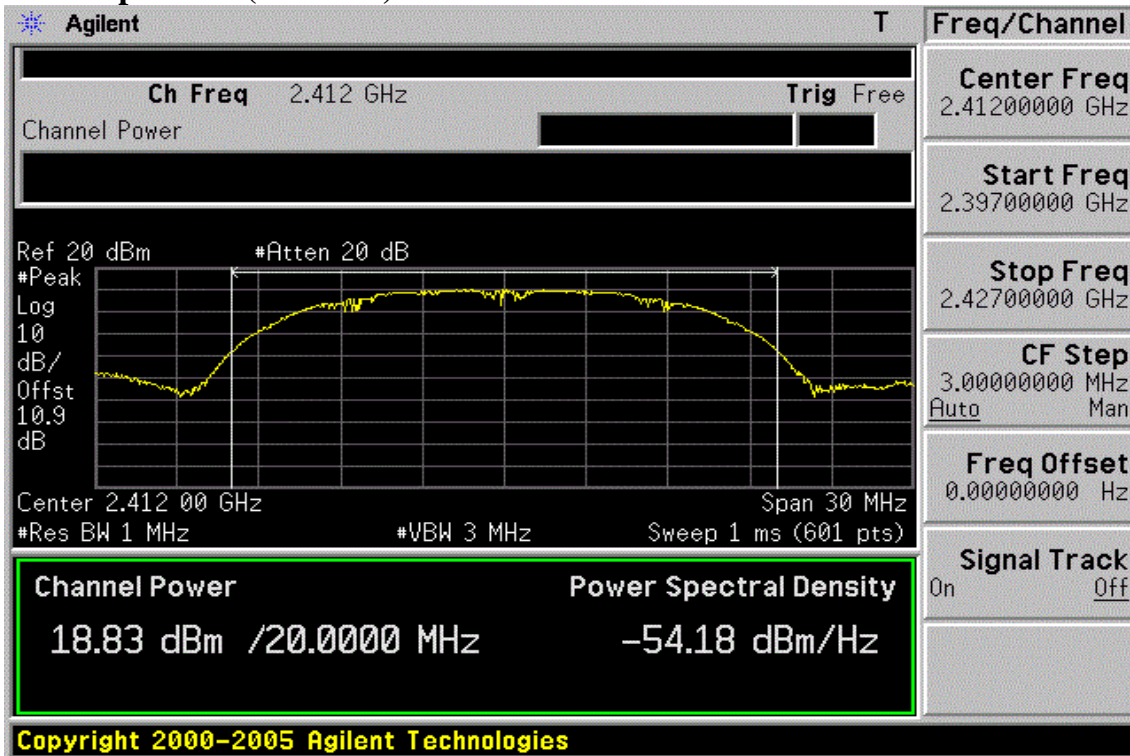 Agilent T Freq/Channel
Ch Freq 2.412 GHz Trig Free
Channel Power
Center Freq
2.41200000 GHz
Start Freq
2.39700000 GHz
Stop Freq
2.42700000 GHz
CF Step
3.00000000 MHz
Auto Man
Freq Offset
0.00000000 Hz
Signal Track
On Off
Ref 20 dBm #Atten 20 dB
#Peak
Log
10
dB/
Offst
10.9
dB
Center 2.412 00 GHz Span 30 MHz
#Res BW 1 MHz #VBW 3 MHz Sweep 1 ms (601 pts)
Channel Power Power Spectral Density
18.83 dBm /20.0000 MHz -54.18 dBm/Hz
Copyright 2000-2005 Agilent Technologies